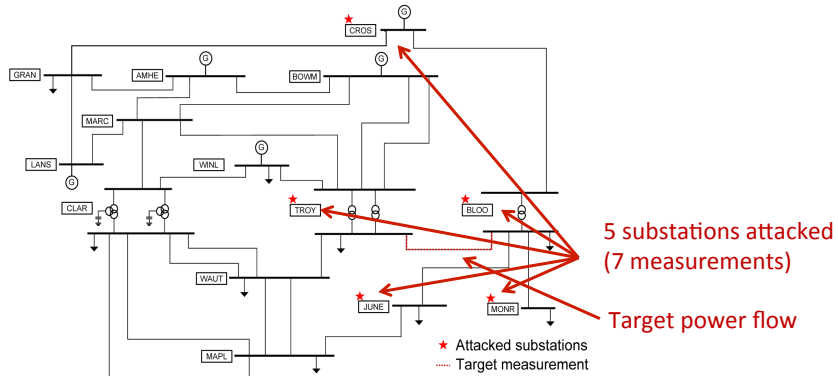 G
CROS
G
G
GRAN
AMHE
BOWM
MARC
G
WINL
LANS
G
CLAR
TROY
BLOO
5 substations attacked
(7 measurements)
WAUT
JUNE
MONR
Target power flow
Attacked substations
MAPL
Target measurement